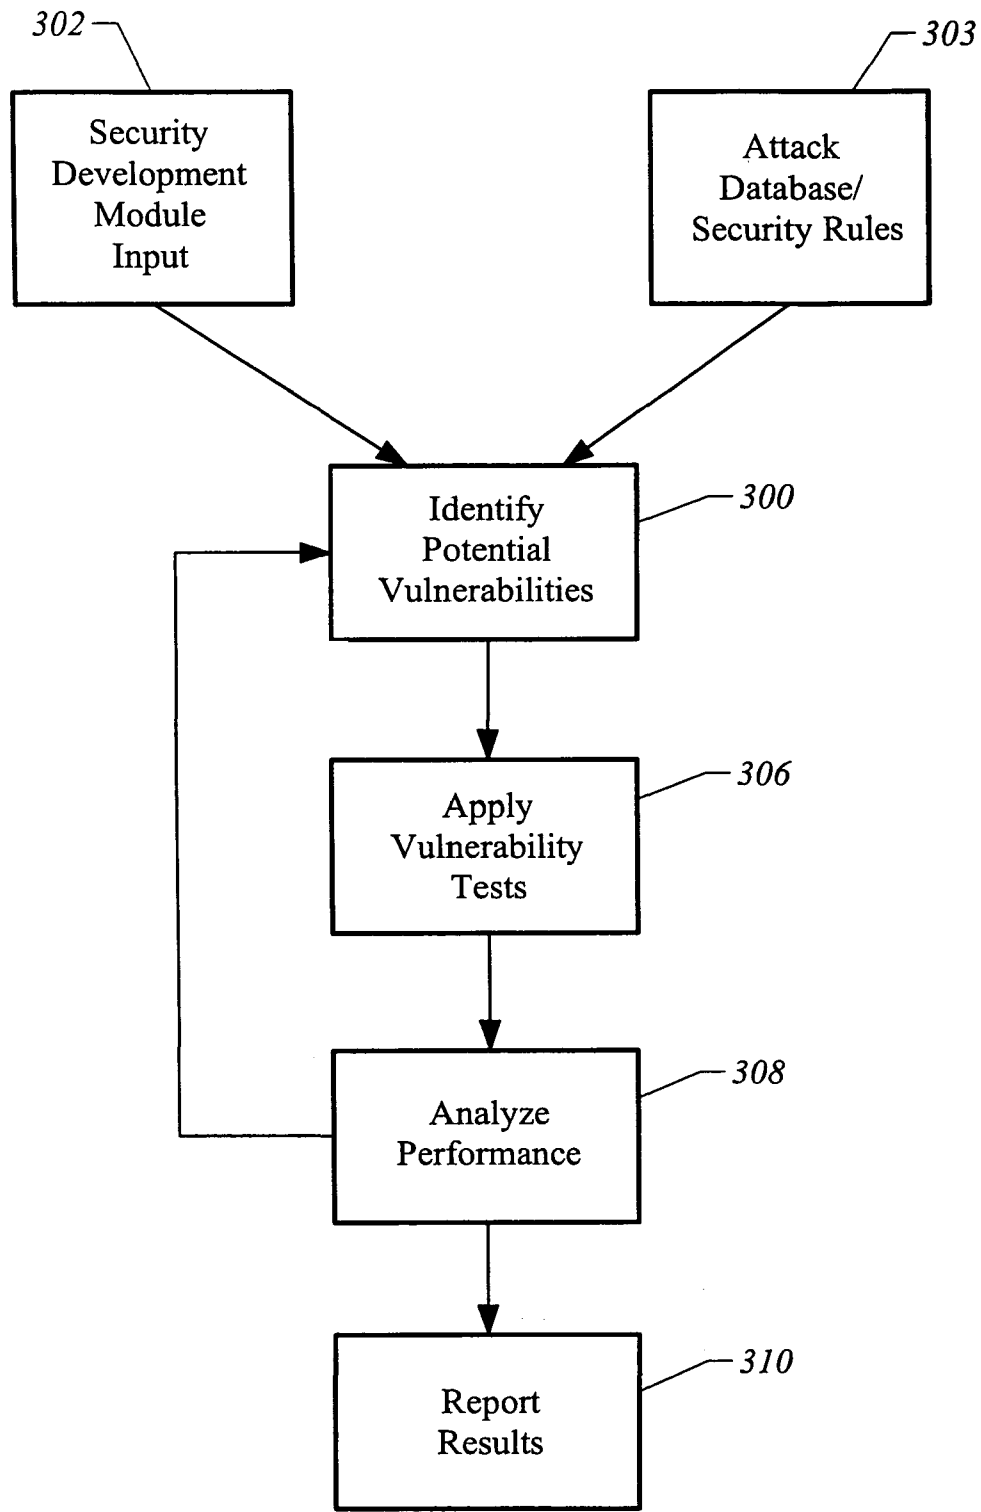 302
303
Security
Development
Module
Input
Attack
Database/
Security Rules
Identify
Potential
Vulnerabilities
300
Apply
Vulnerability
Tests
306
Analyze
Performance
308
Report
Results
310